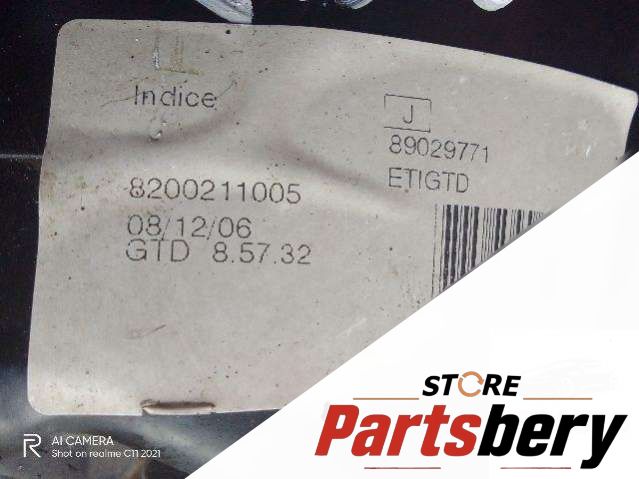 Indice
J
89029771
ETIGTD
8200211005
08/12/06
GTD 8.57.32
STORE
Partsbery
R
AI CAMERA
Shot on realme C11 2021